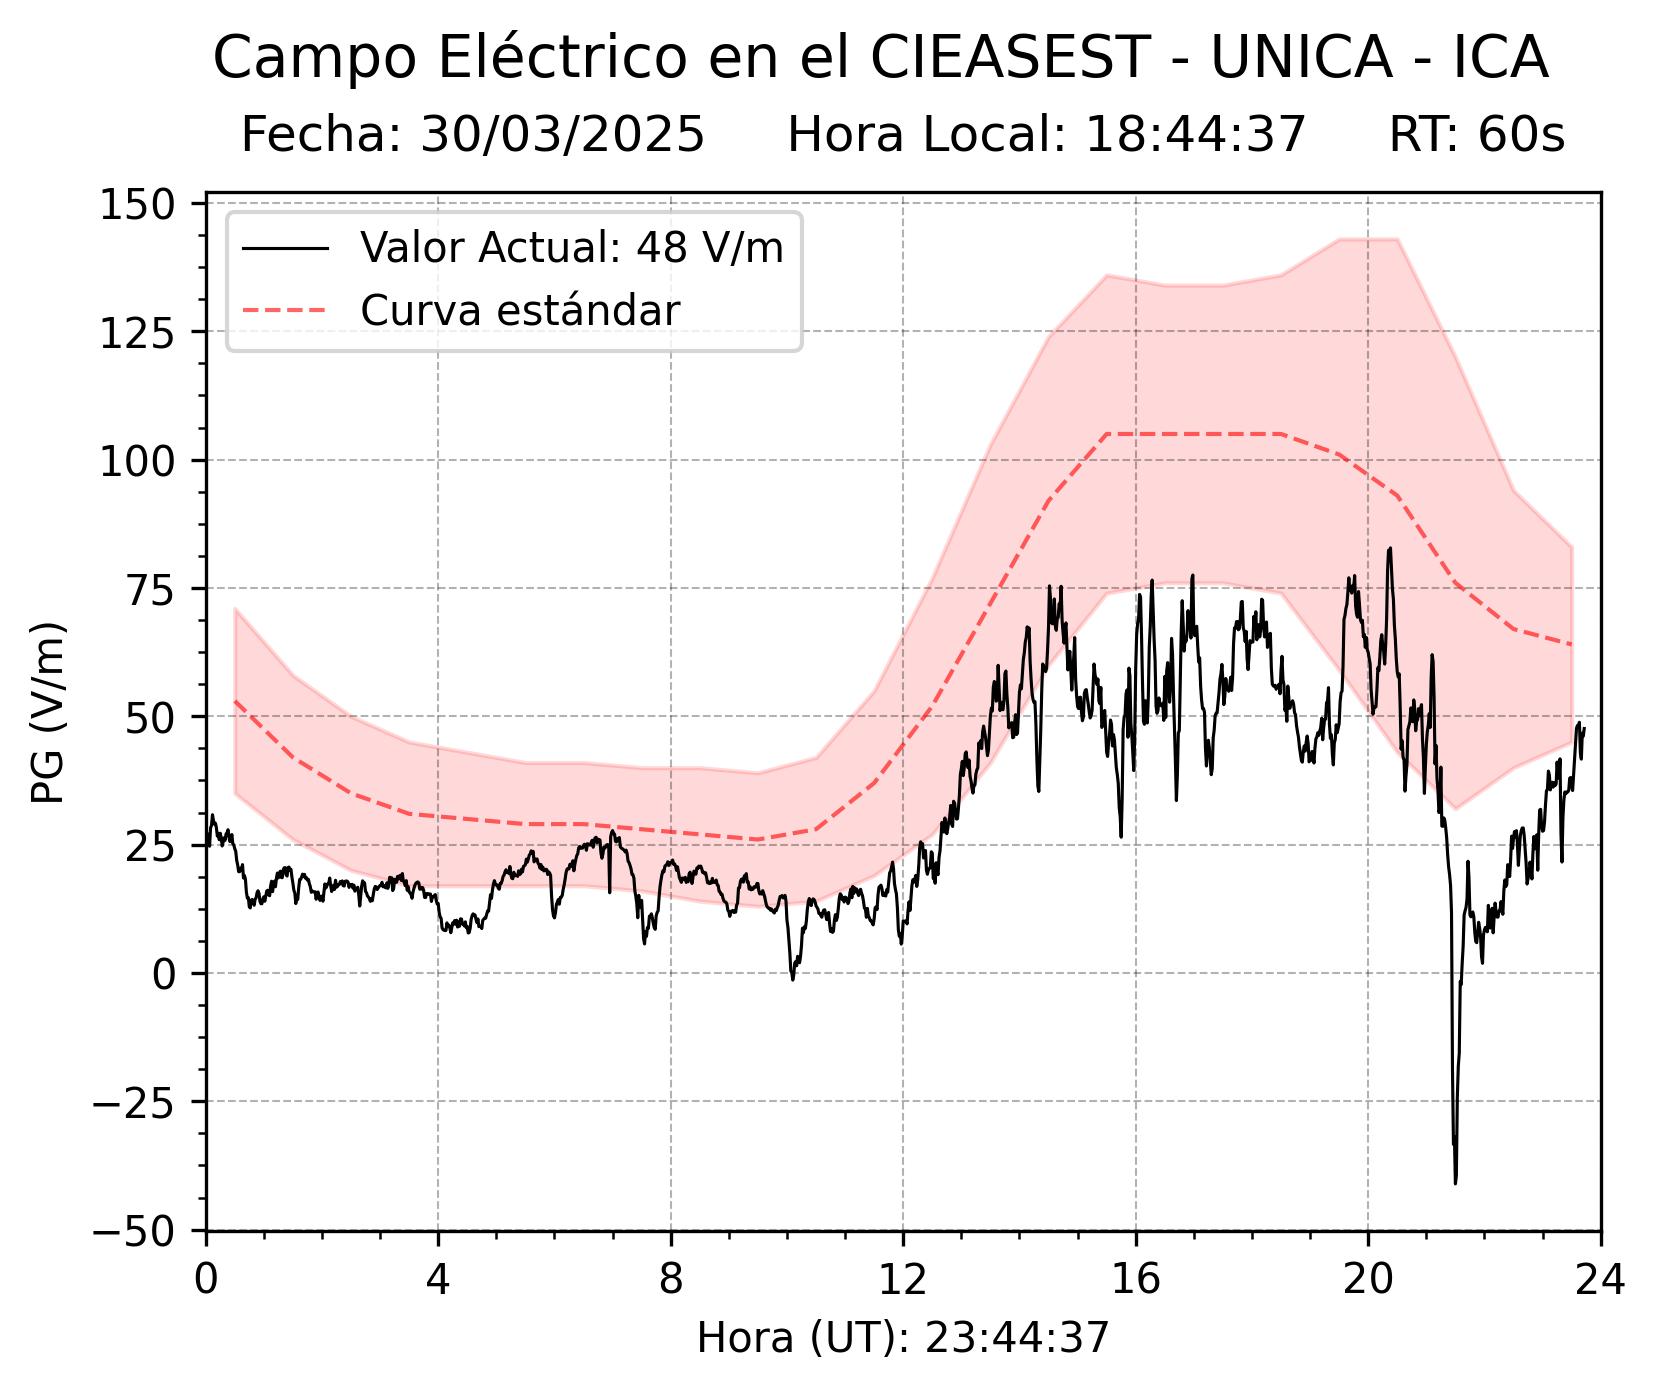 Campo Eléctrico en el CIEASEST - UNICA - ICA
Fecha: 30/03/2025 Hora Local: 18:44:37 RT: 60s
Valor Actual: 48 V/m
Curva estándar
PG (V/m)
150
125
100
75
50
25
0
−25
−50
0 4 8 12 16 20 24
Hora (UT): 23:44:37